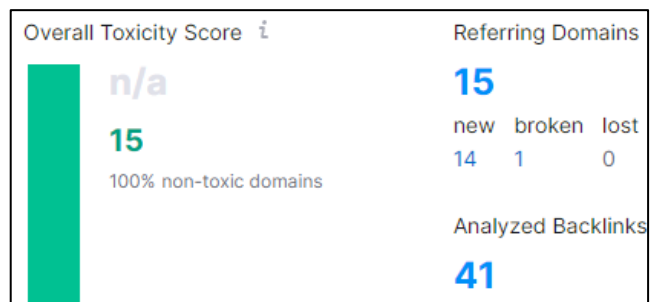 Overall Toxicity Score i
n/a
15
100% non-toxic domains
Referring Domains
15
new broken lost
14 1 0
Analyzed Backlinks
41